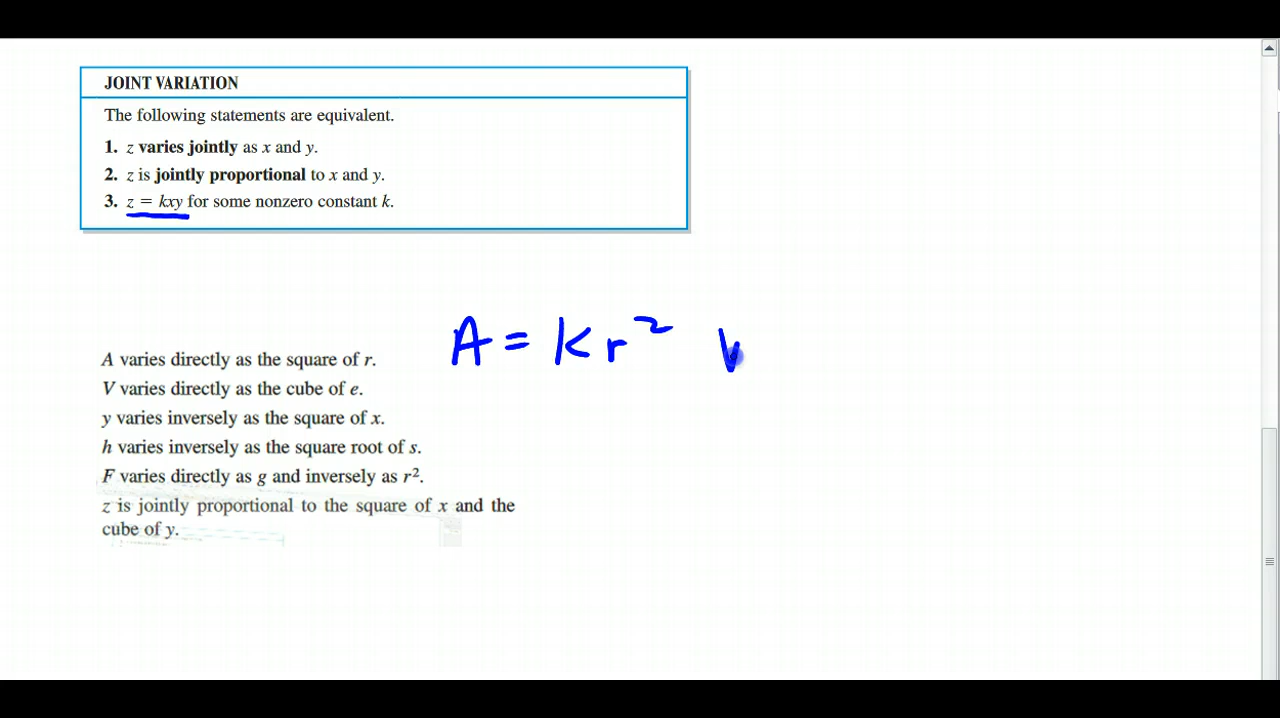 JOINT VARIATION
The following statements are equivalent.
1. z varies jointly as x and y.
2. z is jointly proportional to x and y.
3. z = kxy for some nonzero constant k.
A = kr² V
A varies directly as the square of r.
V varies directly as the cube of e.
y varies inversely as the square of x.
h varies inversely as the square root of s.
F varies directly as g and inversely as r².
z is jointly proportional to the square of x and the
cube of y.